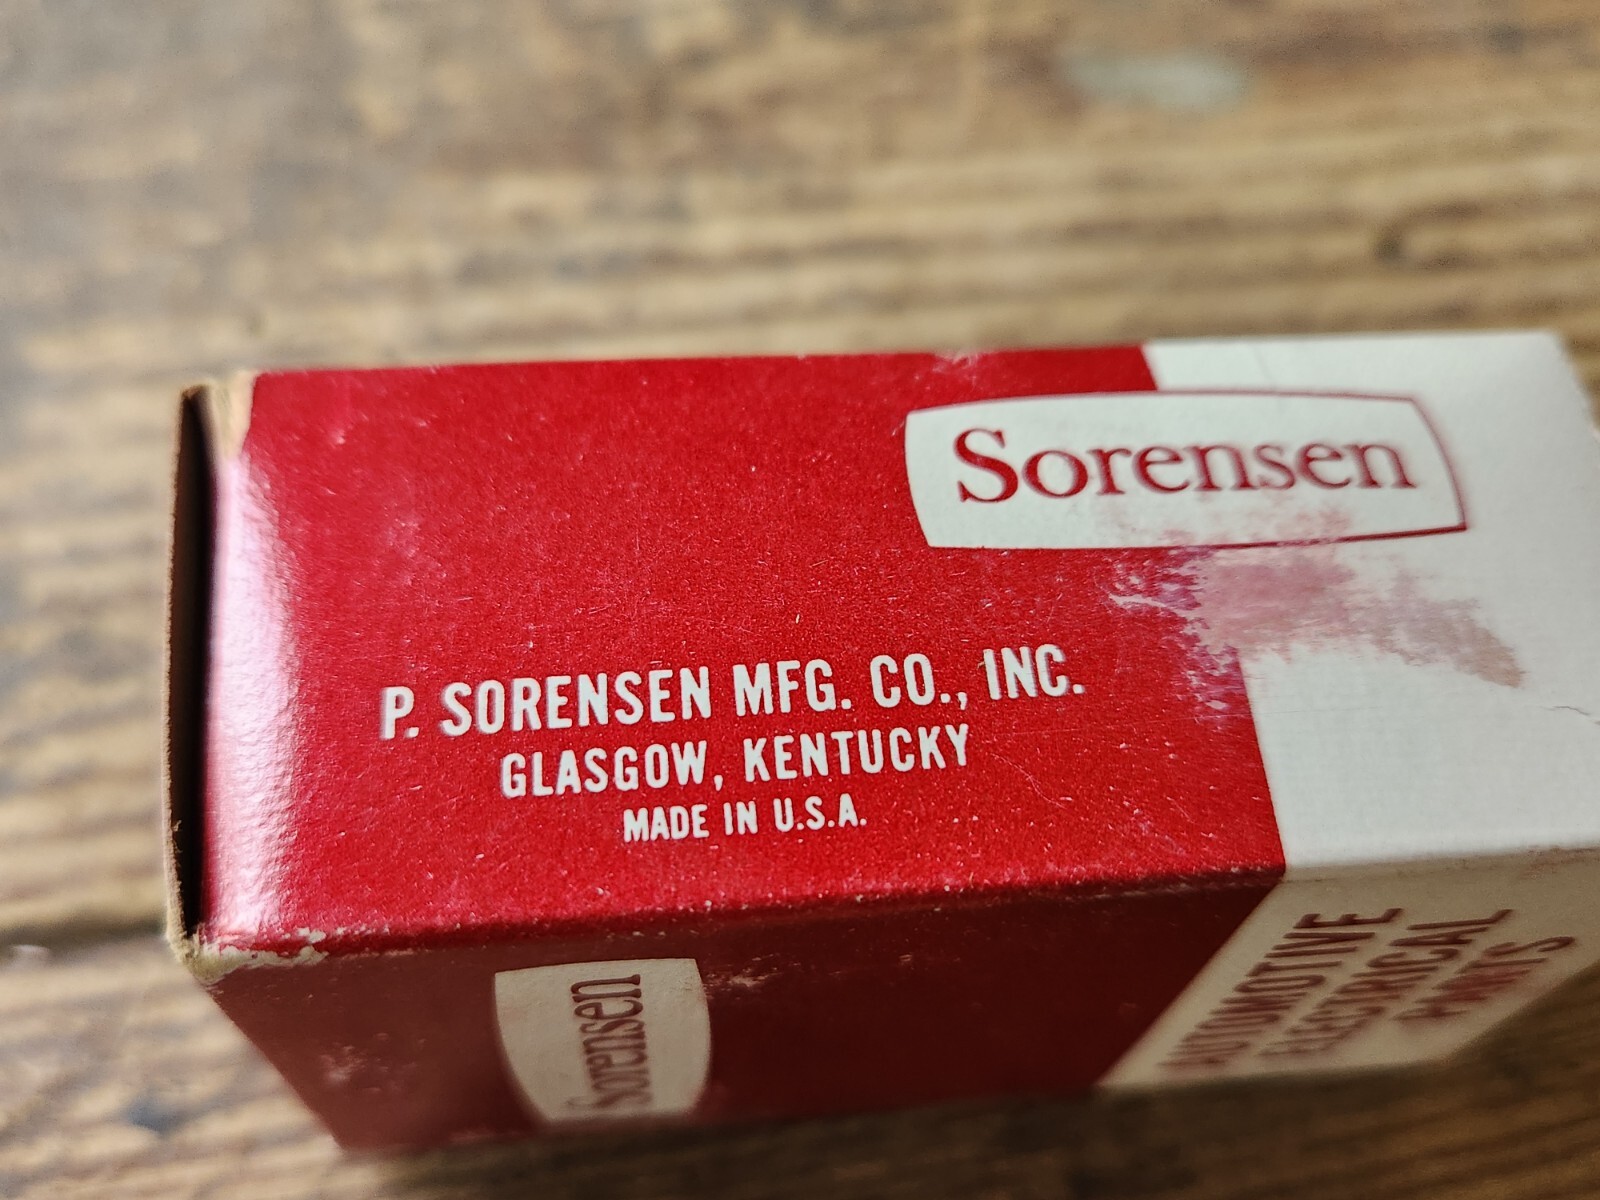 Sorensen
P. SORENSEN MFG. CO., INC.
GLASGOW, KENTUCKY
MADE IN U.S.A.
Sorensen
AUTOMOTIVE
ELECTRICAL
PARTS